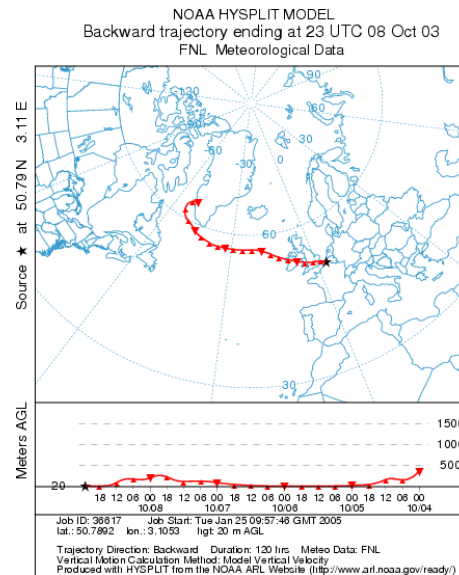 NOAA HYSPLIT MODEL
Backward trajectory ending at 23 UTC 08 Oct 03
FNL Meteorological Data
Source ★ at 50.79 N 3.11 E
-120
90
60
-60
30
-30
0
60
30
Meters AGL
1500
1000
500
20
18 12 06 00 18 12 06 00 18 12 06 00 18 12 06 00 18 12 06 00
10/08 10/07 10/06 10/05 10/04
Job ID: 36617 Job Start: Tue Jan 25 09:57:46 GMT 2005
lat.: 50.7892 lon.: 3.1053 hgt: 20 m AGL
Trajectory Direction: Backward Duration: 120 hrs Meteo Data: FNL
Vertical Motion Calculation Method: Model Vertical Velocity
Produced with HYSPLIT from the NOAA ARL Website (http://www.arl.noaa.gov/ready/)